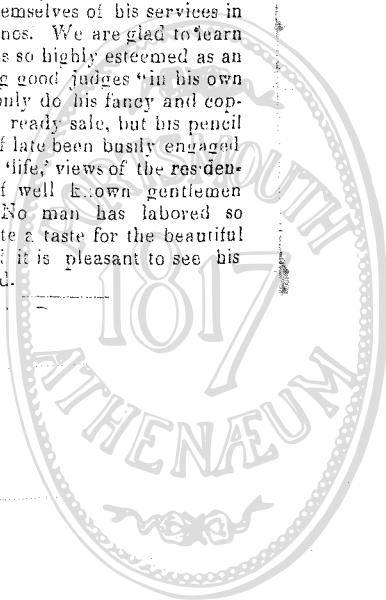 emselves of his services in
nos. We are glad to learn
s so highly esteemed as an
g good judges "in his own
only do his fancy and cop-
ready sale, but his pencil
f late been busily engaged
'life,' views of the residen-
f well known gentlemen
No man has labored so
te a taste for the beautiful
it is pleasant to see his
d.
PORTSMOUTH
1817
ATHENÆUM